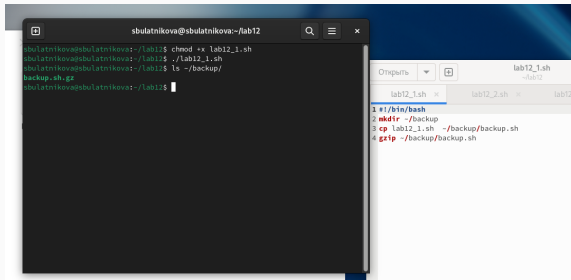 sbulatnikova@sbulatnikova:~/lab12
sbulatnikova@sbulatnikova:~/lab12$ chmod +x lab12_1.sh
sbulatnikova@sbulatnikova:~/lab12$ ./lab12_1.sh
sbulatnikova@sbulatnikova:~/lab12$ ls ~/backup/
backup.sh.gz
sbulatnikova@sbulatnikova:~/lab12$
Открыть
lab12_1.sh
~/lab12
lab12_1.sh × lab12_2.sh × lab12
1 #!/bin/bash
2 mkdir ~/backup
3 cp lab12_1.sh ~/backup/backup.sh
4 gzip ~/backup/backup.sh